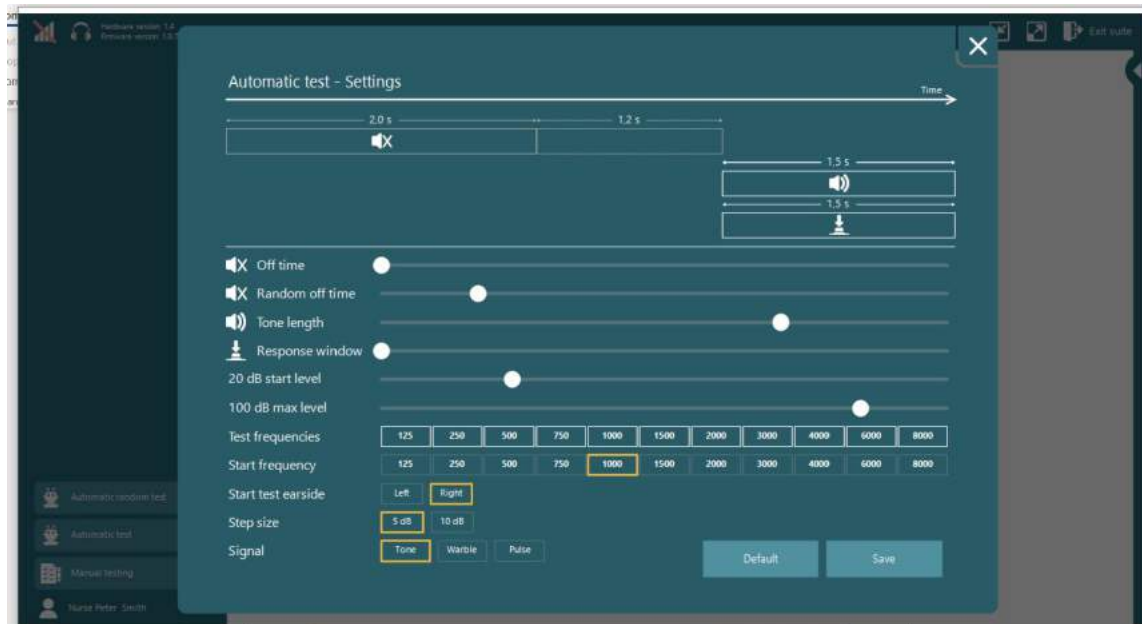 Hardware version 1.4
Exit suite
Automatic test - Settings
Time
2,0 s
1,2 s
1,5 s
1,5 s
Off time
Random off time
Tone length
Response window
20 dB start level
100 dB max level
Test frequencies 125 250 500 750 1000 1500 2000 3000 4000 6000 8000
Start frequency 125 250 500 750 1000 1500 2000 3000 4000 6000 8000
Start test earside Left Right
Step size 5 dB 10 dB
Signal Tone Warble Pulse
Default Save
Automatic random test
Automatic test
Manual testing
Nurse Peter Smith